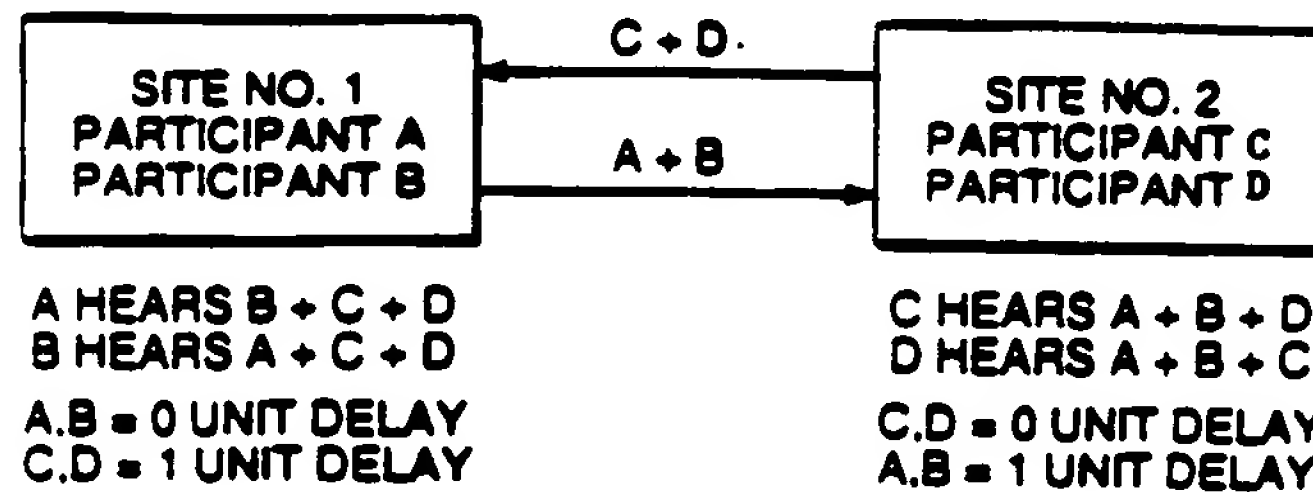 SITE NO. 1
PARTICIPANT A
PARTICIPANT B
C + D.
A + B
SITE NO. 2
PARTICIPANT C
PARTICIPANT D
A HEARS B + C + D
B HEARS A + C + D
A.B = 0 UNIT DELAY
C.D = 1 UNIT DELAY
C HEARS A + B + D
D HEARS A + B + C
C.D = 0 UNIT DELAY
A.B = 1 UNIT DELAY